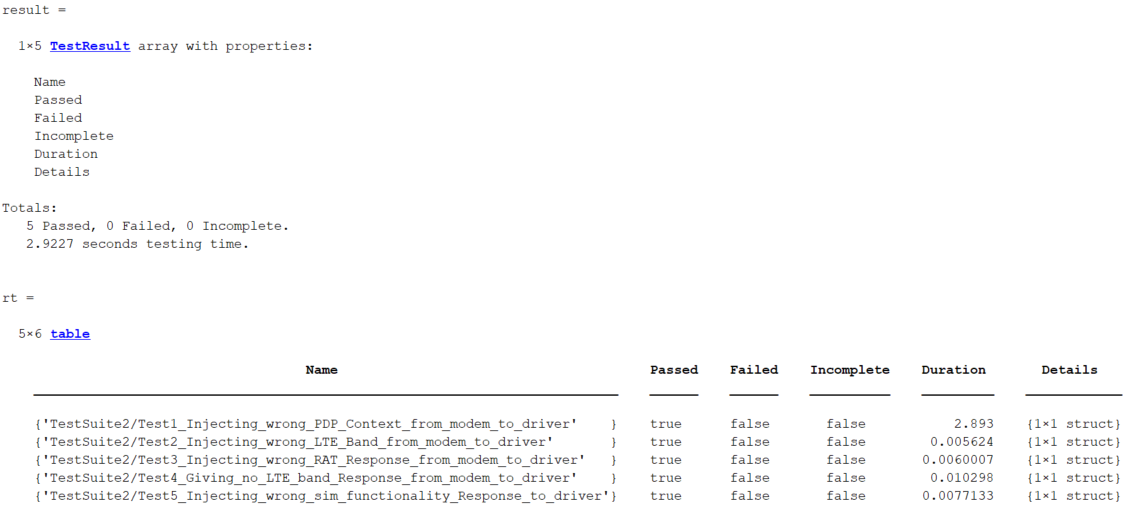 result =
1×5 TestResult array with properties:
Name
Passed
Failed
Incomplete
Duration
Details
Totals:
5 Passed, 0 Failed, 0 Incomplete.
2.9227 seconds testing time.
rt =
5×6 table
Name Passed Failed Incomplete Duration Details
{'TestSuite2/Test1_Injecting_wrong_PDP_Context_from_modem_to_driver' } true false false 2.893 {1×1 struct}
{'TestSuite2/Test2_Injecting_wrong_LTE_Band_from_modem_to_driver' } true false false 0.005624 {1×1 struct}
{'TestSuite2/Test3_Injecting_wrong_RAT_Response_from_modem_to_driver' } true false false 0.0060007 {1×1 struct}
{'TestSuite2/Test4_Giving_no_LTE_band_Response_from_modem_to_driver' } true false false 0.010298 {1×1 struct}
{'TestSuite2/Test5_Injecting_wrong_sim_functionality_Response_to_driver'} true false false 0.0077133 {1×1 struct}